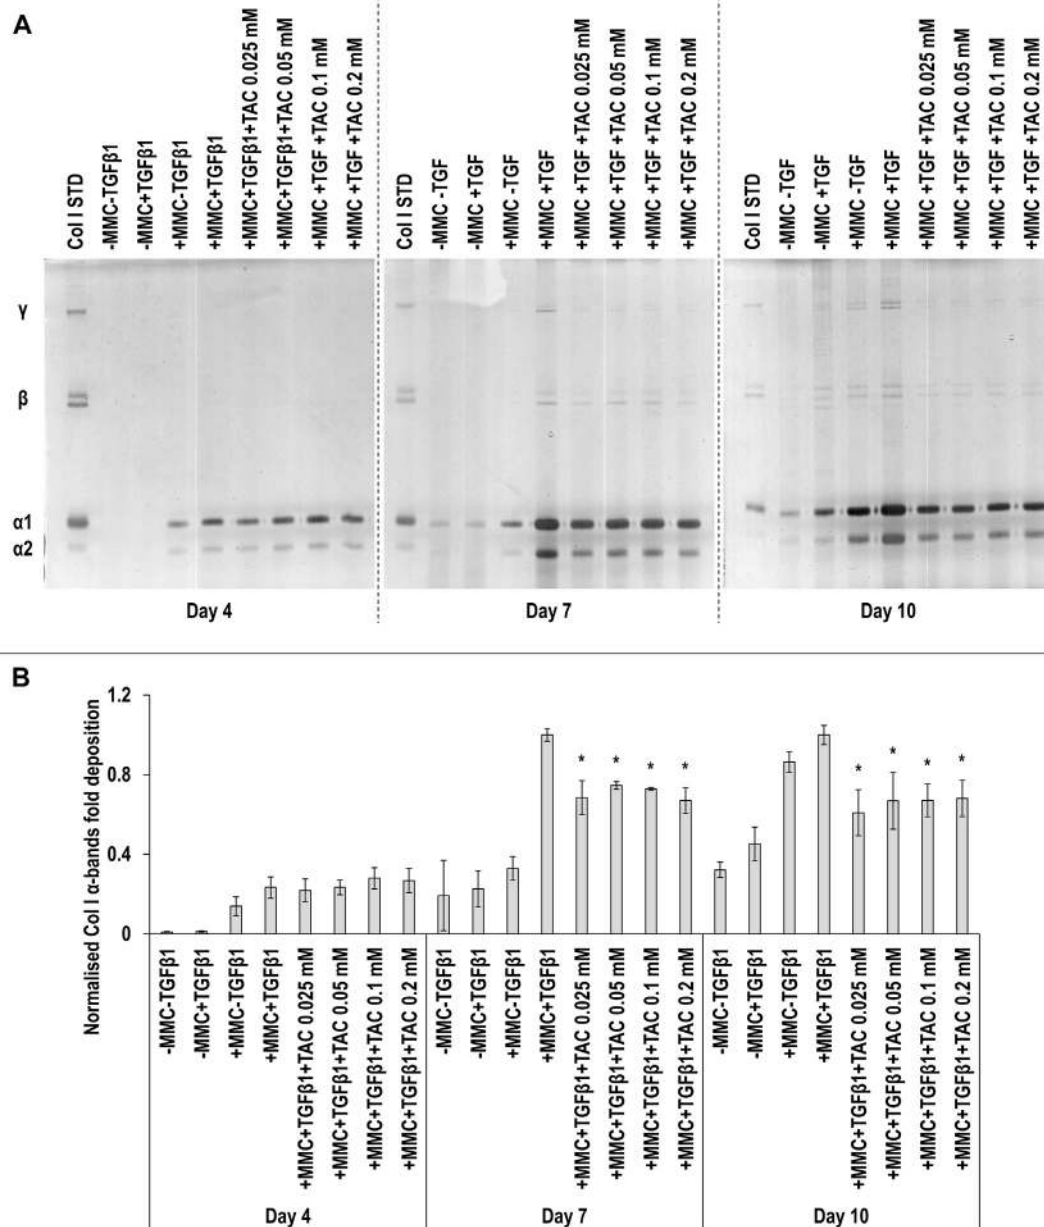 A
Col I STD
-MMC-TGFβ1
-MMC+TGFβ1
+MMC-TGFβ1
+MMC+TGFβ1
+MMC+TGFβ1+TAC 0.025 mM
+MMC+TGFβ1+TAC 0.05 mM
+MMC +TGF +TAC 0.1 mM
+MMC +TGF +TAC 0.2 mM
Col I STD
-MMC -TGF
-MMC +TGF
+MMC -TGF
+MMC +TGF
+MMC +TGF +TAC 0.025 mM
+MMC +TGF +TAC 0.05 mM
+MMC +TGF +TAC 0.1 mM
+MMC +TGF +TAC 0.2 mM
Col I STD
-MMC -TGF
-MMC +TGF
+MMC -TGF
+MMC +TGF
+MMC +TGF +TAC 0.025 mM
+MMC +TGF +TAC 0.05 mM
+MMC +TGF +TAC 0.1 mM
+MMC +TGF +TAC 0.2 mM
γ
β
α1
α2
Day 4
Day 7
Day 10
B
Normalised Col I α-bands fold deposition
1.2
0.8
0.4
0
* * * *
* * * *
-MMC-TGFβ1
-MMC+TGFβ1
+MMC-TGFβ1
+MMC+TGFβ1
+MMC+TGFβ1+TAC 0.025 mM
+MMC+TGFβ1+TAC 0.05 mM
+MMC+TGFβ1+TAC 0.1 mM
+MMC+TGFβ1+TAC 0.2 mM
-MMC-TGFβ1
-MMC+TGFβ1
+MMC-TGFβ1
+MMC+TGFβ1
+MMC+TGFβ1+TAC 0.025 mM
+MMC+TGFβ1+TAC 0.05 mM
+MMC+TGFβ1+TAC 0.1 mM
+MMC+TGFβ1+TAC 0.2 mM
-MMC-TGFβ1
-MMC+TGFβ1
+MMC-TGFβ1
+MMC+TGFβ1
+MMC+TGFβ1+TAC 0.025 mM
+MMC+TGFβ1+TAC 0.05 mM
+MMC+TGFβ1+TAC 0.1 mM
+MMC+TGFβ1+TAC 0.2 mM
Day 4
Day 7
Day 10